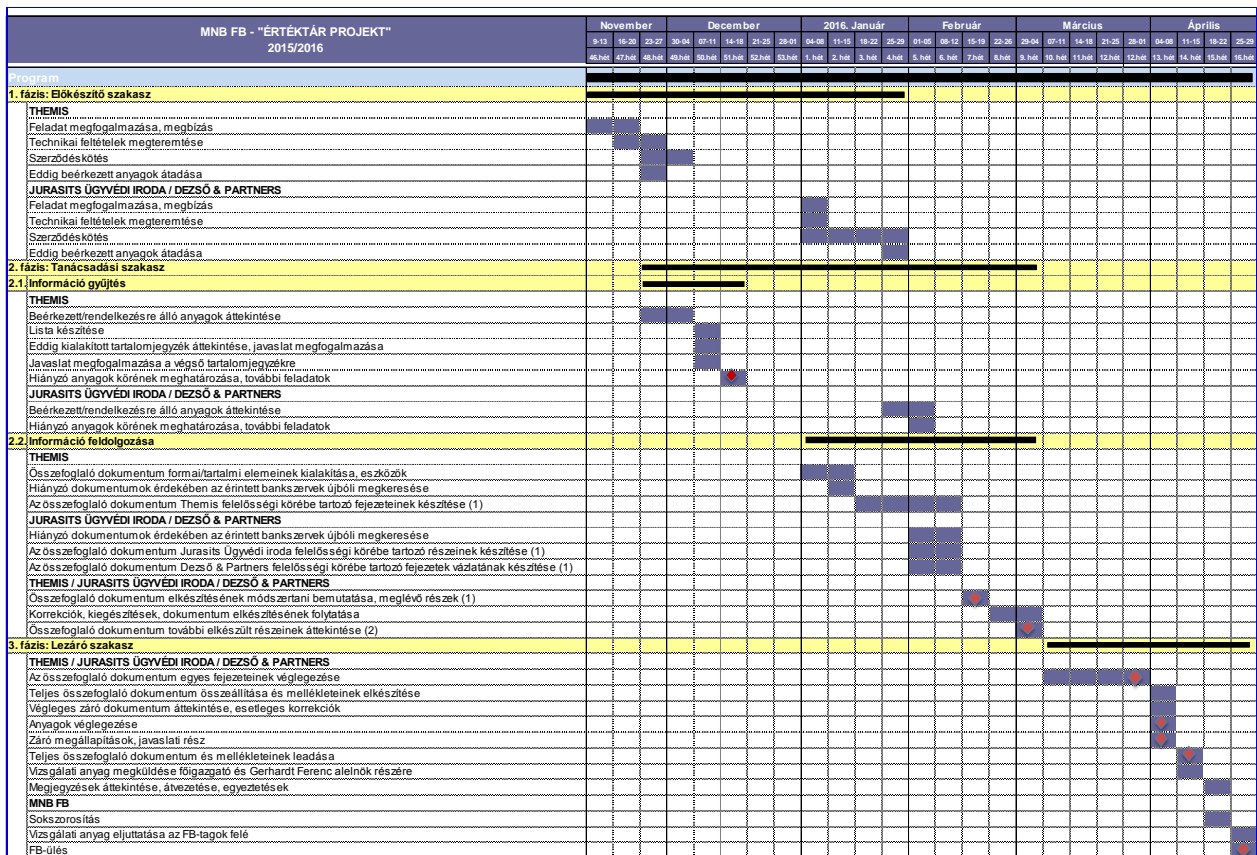 MNB FB - "ÉRTÉKTÁR PROJEKT"
2015/2016
November December 2016. Január Február Március Április
9-13 16-20 23-27 30-04 07-11 14-18 21-25 28-01 04-08 11-15 18-22 25-29 01-05 08-12 15-19 22-26 29-04 07-11 14-18 21-25 28-01 04-08 11-15 18-22 25-29
46.hét 47.hét 48.hét 49.hét 50.hét 51.hét 52.hét 53.hét 1. hét 2. hét 3. hét 4.hét 5. hét 6. hét 7.hét 8.hét 9. hét 10. hét 11.hét 12.hét 12.hét 13. hét 14. hét 15.hét 16.hét
Program
1. fázis: Előkészítő szakasz
THEMIS
Feladat megfogalmazása, megbízás
Technikai feltételek megteremtése
Szerződéskötés
Eddig beérkezett anyagok átadása
JURASITS ÜGYVÉDI IRODA / DEZSŐ & PARTNERS
Feladat megfogalmazása, megbízás
Technikai feltételek megteremtése
Szerződéskötés
Eddig beérkezett anyagok átadása
2. fázis: Tanácsadási szakasz
2.1. Információ gyűjtés
THEMIS
Beérkezett/rendelkezésre álló anyagok áttekintése
Lista készítése
Eddig kialakított tartalomjegyzék áttekintése, javaslat megfogalmazása
Javaslat megfogalmazása a végső tartalomjegyzékre
Hiányzó anyagok körének meghatározása, további feladatok
JURASITS ÜGYVÉDI IRODA / DEZSŐ & PARTNERS
Beérkezett/rendelkezésre álló anyagok áttekintése
Hiányzó anyagok körének meghatározása, további feladatok
2.2. Információ feldolgozása
THEMIS
Összefoglaló dokumentum formai/tartalmi elemeinek kialakítása, eszközök
Hiányzó dokumentumok érdekében az érintett bankszervek újbóli megkeresése
Az összefoglaló dokumentum Themis felelősségi körébe tartozó fejezeteinek készítése (1)
JURASITS ÜGYVÉDI IRODA / DEZSŐ & PARTNERS
Hiányzó dokumentumok érdekében az érintett bankszervek újbóli megkeresése
Az összefoglaló dokumentum Jurasits Ügyvédi iroda felelősségi körébe tartozó részeinek készítése (1)
Az összefoglaló dokumentum Dezső & Partners felelősségi körébe tartozó fejezetek vázlatának készítése (1)
THEMIS / JURASITS ÜGYVÉDI IRODA / DEZSŐ & PARTNERS
Összefoglaló dokumentum elkészítésének módszertani bemutatása, meglévő részek (1)
Korrekciók, kiegészítések, dokumentum elkészítésének folytatása
Összefoglaló dokumentum további elkészült részeinek áttekintése (2)
3. fázis: Lezáró szakasz
THEMIS / JURASITS ÜGYVÉDI IRODA / DEZSŐ & PARTNERS
Az összefoglaló dokumentum egyes fejezeteinek véglegezése
Teljes összefoglaló dokumentum összeállítása és mellékleteinek elkészítése
Végleges záró dokumentum áttekintése, esetleges korrekciók
Anyagok véglegezése
Záró megállapítások, javaslati rész
Teljes összefoglaló dokumentum és mellékleteinek leadása
Vizsgálati anyag megküldése főigazgató és Gerhardt Ferenc alelnök részére
Megjegyzések áttekintése, átvezetése, egyeztetések
MNB FB
Sokszorosítás
Vizsgálati anyag eljuttatása az FB-tagok felé
FB-ülés